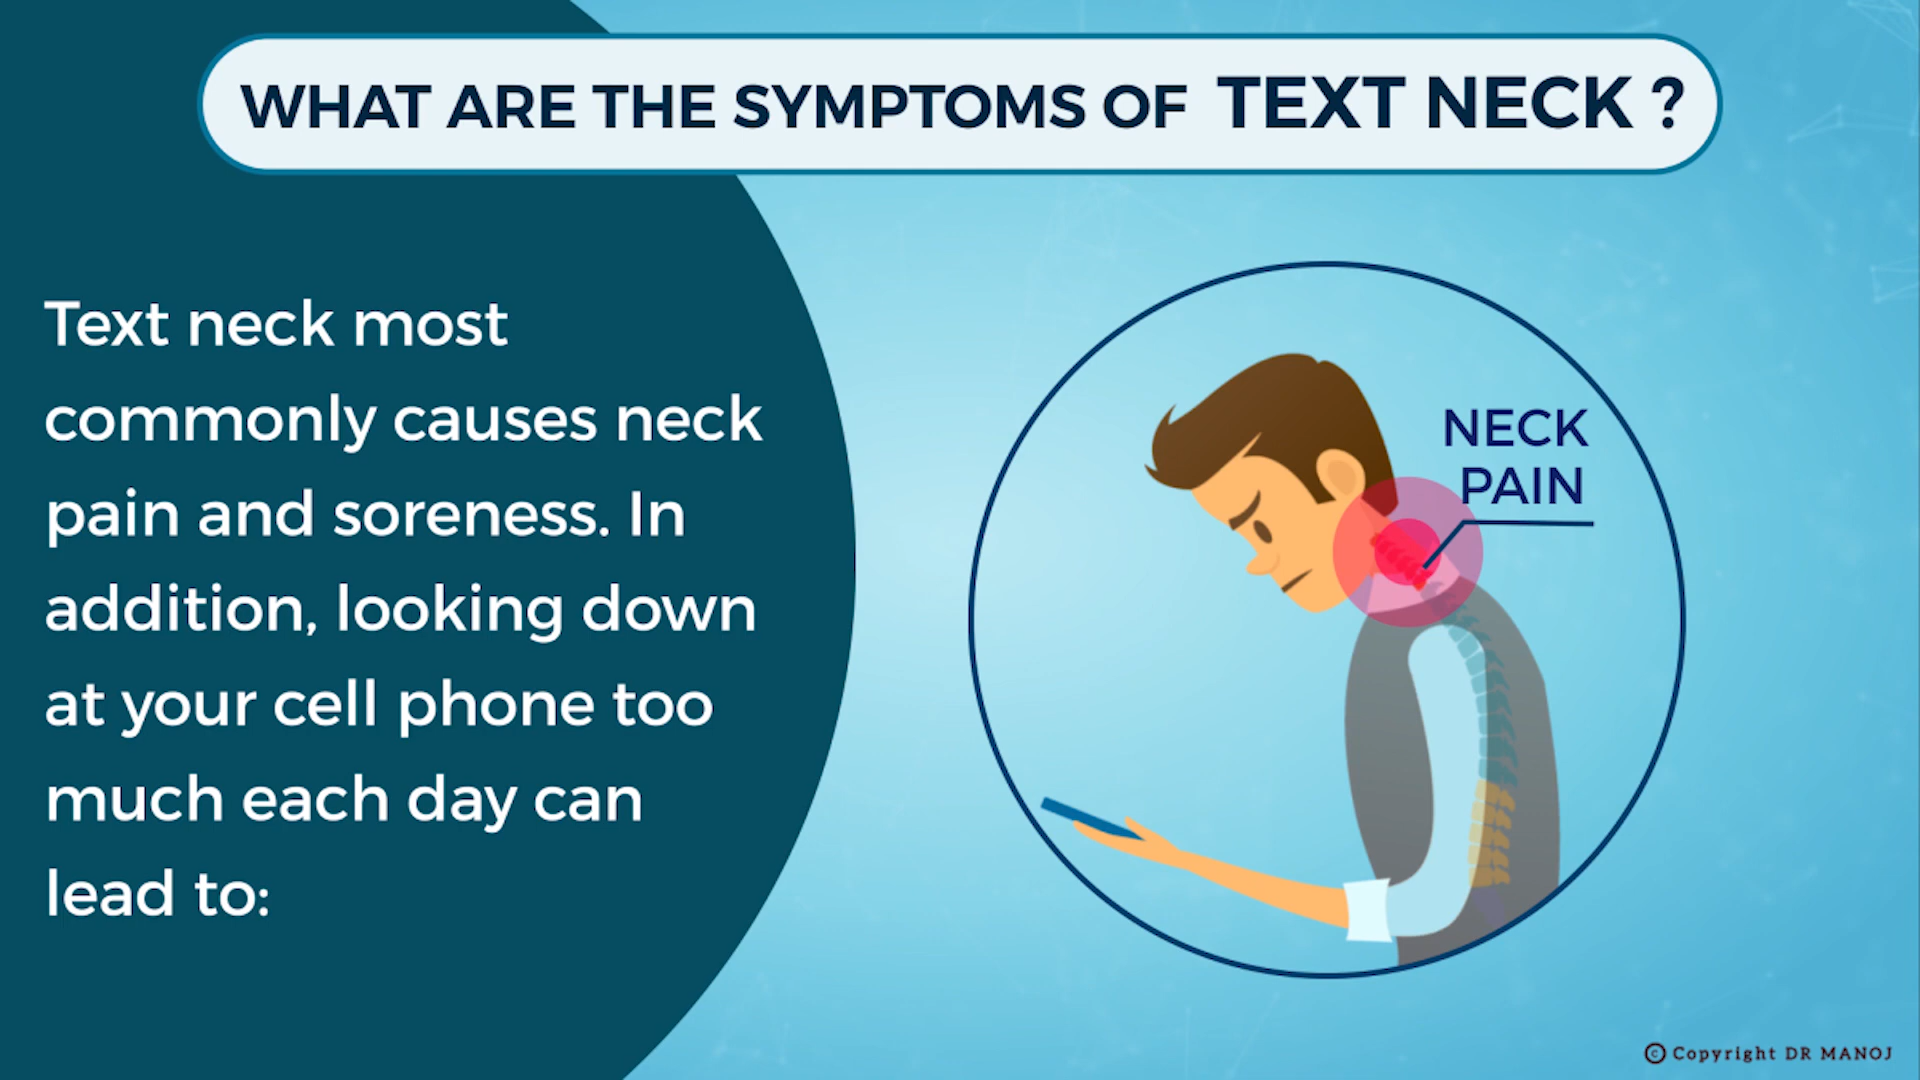 WHAT ARE THE SYMPTOMS OF TEXT NECK ?
Text neck most
commonly causes neck
pain and soreness. In
addition, looking down
at your cell phone too
much each day can
lead to:
NECK
PAIN
© Copyright DR MANOJ